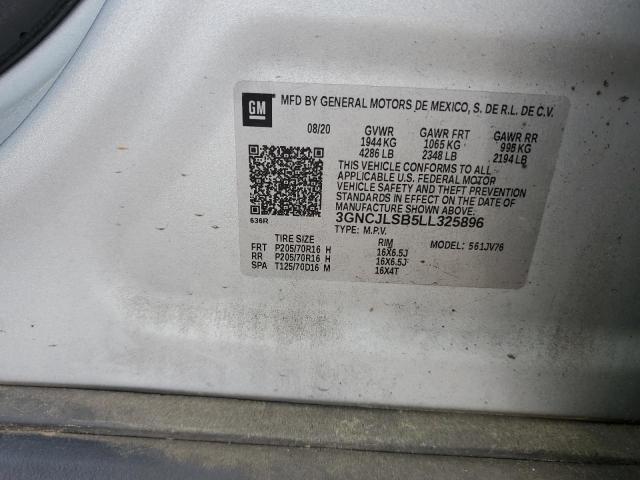 GM
MFD BY GENERAL MOTORS DE MEXICO, S. DE R.L. DE C.V.
08/20 GVWR GAWR FRT GAWR RR
1944 KG 1065 KG 995 KG
4286 LB 2348 LB 2194 LB
THIS VEHICLE CONFORMS TO ALL
APPLICABLE U.S. FEDERAL MOTOR
VEHICLE SAFETY AND THEFT PREVENTION
STANDARDS IN EFFECT ON THE DATE OF
MANUFACTURE SHOWN ABOVE.
3GNCJLSB5LL325896
636R TYPE: M.P.V. MODEL: 561JV76
TIRE SIZE RIM
FRT P205/70R16 H 16X6.5J
RR P205/70R16 H 16X6.5J
SPA T125/70D16 M 16X4T